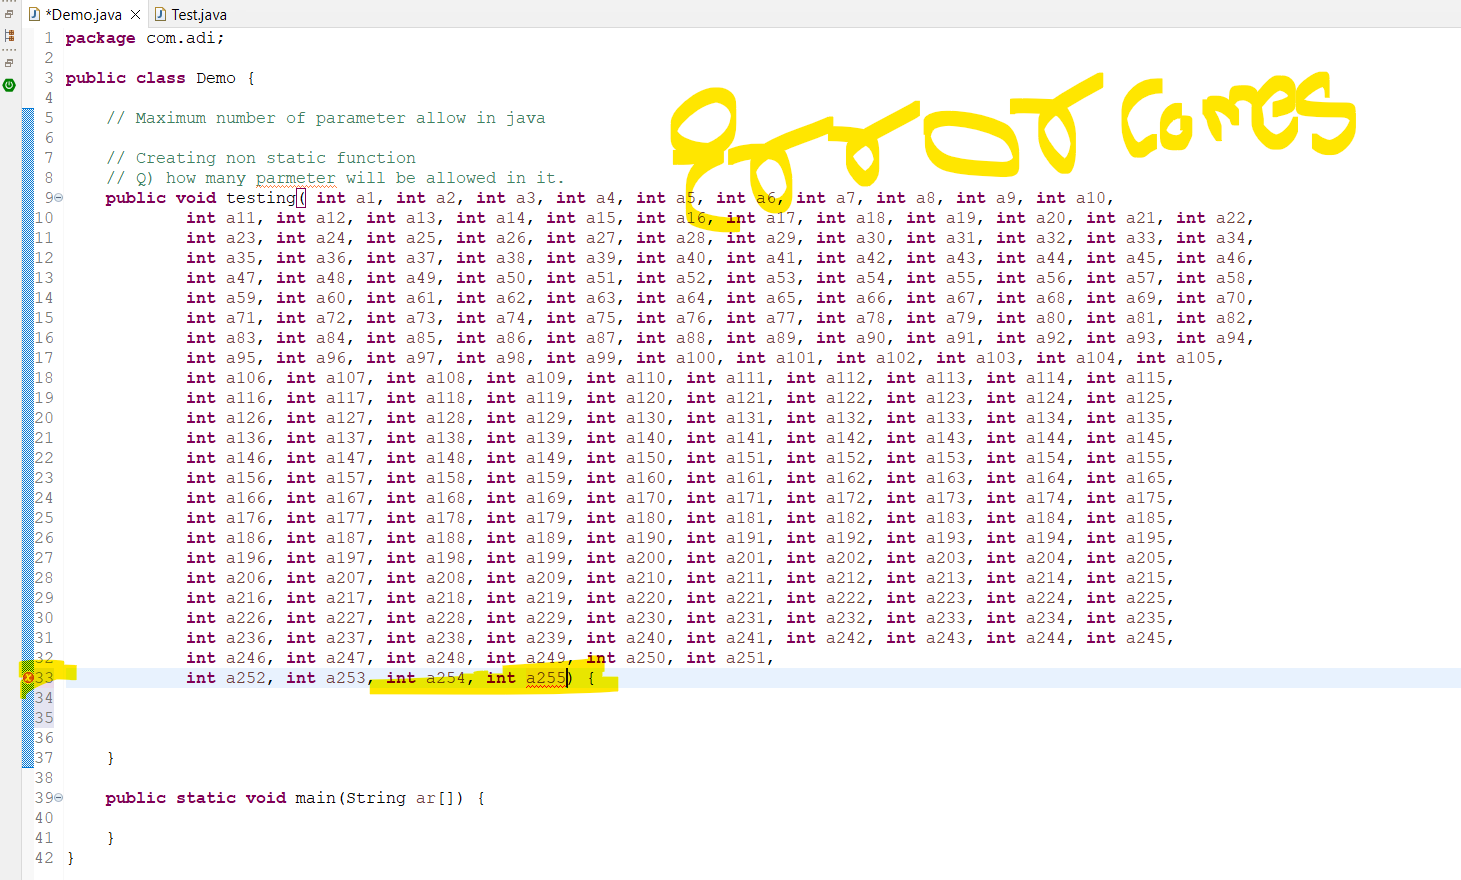 *Demo.java Test.java
1 package com.adi;
2
3 public class Demo {
4
5 // Maximum number of parameter allow in java
6
7 // Creating non static function
8 // Q) how many parmeter will be allowed in it.
9 public void testing( int a1, int a2, int a3, int a4, int a5, int a6, int a7, int a8, int a9, int a10,
10 int a11, int a12, int a13, int a14, int a15, int a16, int a17, int a18, int a19, int a20, int a21, int a22,
11 int a23, int a24, int a25, int a26, int a27, int a28, int a29, int a30, int a31, int a32, int a33, int a34,
12 int a35, int a36, int a37, int a38, int a39, int a40, int a41, int a42, int a43, int a44, int a45, int a46,
13 int a47, int a48, int a49, int a50, int a51, int a52, int a53, int a54, int a55, int a56, int a57, int a58,
14 int a59, int a60, int a61, int a62, int a63, int a64, int a65, int a66, int a67, int a68, int a69, int a70,
15 int a71, int a72, int a73, int a74, int a75, int a76, int a77, int a78, int a79, int a80, int a81, int a82,
16 int a83, int a84, int a85, int a86, int a87, int a88, int a89, int a90, int a91, int a92, int a93, int a94,
17 int a95, int a96, int a97, int a98, int a99, int a100, int a101, int a102, int a103, int a104, int a105,
18 int a106, int a107, int a108, int a109, int a110, int a111, int a112, int a113, int a114, int a115,
19 int a116, int a117, int a118, int a119, int a120, int a121, int a122, int a123, int a124, int a125,
20 int a126, int a127, int a128, int a129, int a130, int a131, int a132, int a133, int a134, int a135,
21 int a136, int a137, int a138, int a139, int a140, int a141, int a142, int a143, int a144, int a145,
22 int a146, int a147, int a148, int a149, int a150, int a151, int a152, int a153, int a154, int a155,
23 int a156, int a157, int a158, int a159, int a160, int a161, int a162, int a163, int a164, int a165,
24 int a166, int a167, int a168, int a169, int a170, int a171, int a172, int a173, int a174, int a175,
25 int a176, int a177, int a178, int a179, int a180, int a181, int a182, int a183, int a184, int a185,
26 int a186, int a187, int a188, int a189, int a190, int a191, int a192, int a193, int a194, int a195,
27 int a196, int a197, int a198, int a199, int a200, int a201, int a202, int a203, int a204, int a205,
28 int a206, int a207, int a208, int a209, int a210, int a211, int a212, int a213, int a214, int a215,
29 int a216, int a217, int a218, int a219, int a220, int a221, int a222, int a223, int a224, int a225,
30 int a226, int a227, int a228, int a229, int a230, int a231, int a232, int a233, int a234, int a235,
31 int a236, int a237, int a238, int a239, int a240, int a241, int a242, int a243, int a244, int a245,
32 int a246, int a247, int a248, int a249, int a250, int a251,
33 int a252, int a253, int a254, int a255) {
34
35
36
37 }
38
39 public static void main(String ar[]) {
40
41 }
42 }
error comes